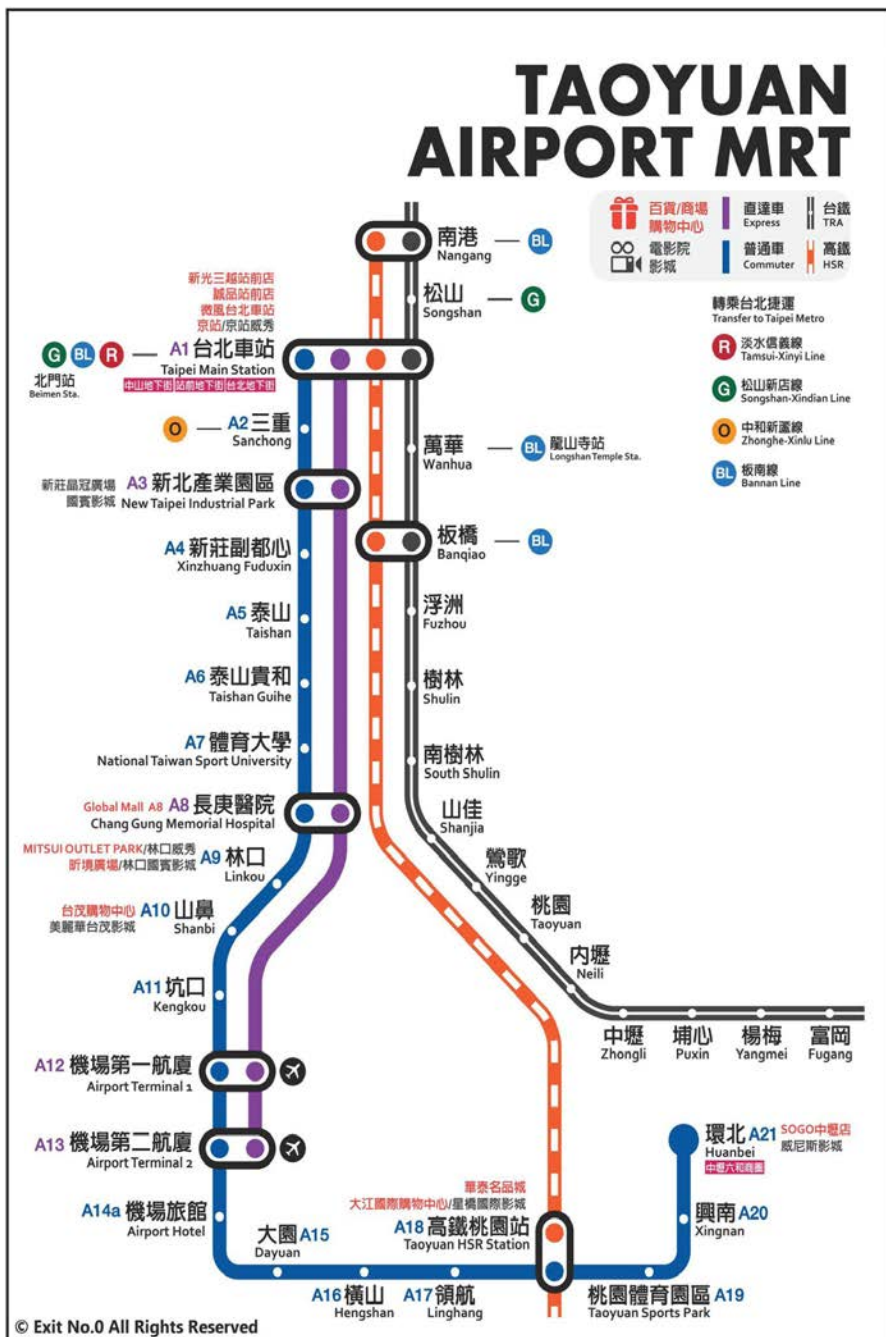 TAOYUAN
AIRPORT MRT
百貨/商場
購物中心
電影院
影城
直達車
Express
普通車
Commuter
台鐵
TRA
高鐵
HSR
轉乘台北捷運
Transfer to Taipei Metro
R 淡水信義線
Tamsui-Xinyi Line
G 松山新店線
Songshan-Xindian Line
O 中和新蘆線
Zhonghe-Xinlu Line
BL 板南線
Bannan Line
南港 BL
Nangang
松山 G
Songshan
新光三越站前店
誠品站前店
微風台北車站
京站/京站威秀
G BL R A1 台北車站
Taipei Main Station
北門站
Beimen Sta.
中山地下街 站前地下街 台北地下街
O A2 三重
Sanchong
萬華 BL 龍山寺站
Wanhua Longshan Temple Sta.
新莊晶冠廣場
國賓影城
A3 新北產業園區
New Taipei Industrial Park
板橋 BL
Banqiao
A4 新莊副都心
Xinzhuang Fuduxin
浮洲
Fuzhou
A5 泰山
Taishan
A6 泰山貴和
Taishan Guihe
樹林
Shulin
A7 體育大學
National Taiwan Sport University
南樹林
South Shulin
Global Mall A8 A8 長庚醫院
Chang Gung Memorial Hospital
山佳
Shanjia
MITSUI OUTLET PARK/林口威秀
昕境廣場/林口國賓影城
A9 林口
Linkou
鶯歌
Yingge
台茂購物中心
美麗華台茂影城
A10 山鼻
Shanbi
桃園
Taoyuan
內壢
Neili
A11 坑口
Kengkou
中壢
Zhongli
埔心
Puxin
楊梅
Yangmei
富岡
Fugang
A12 機場第一航廈
Airport Terminal 1
A13 機場第二航廈
Airport Terminal 2
環北 A21
Huanbei
中壢六和商圈
SOGO中壢店
威尼斯影城
A14a 機場旅館
Airport Hotel
大園 A15
Dayuan
華泰名品城
大江國際購物中心/星橋國際影城
A18 高鐵桃園站
Taoyuan HSR Station
興南 A20
Xingnan
A16 橫山
Hengshan
A17 領航
Linghang
桃園體育園區 A19
Taoyuan Sports Park
© Exit No.0 All Rights Reserved